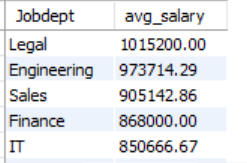 Jobdept avg_salary
Legal 1015200.00
Engineering 973714.29
Sales 905142.86
Finance 868000.00
IT 850666.67